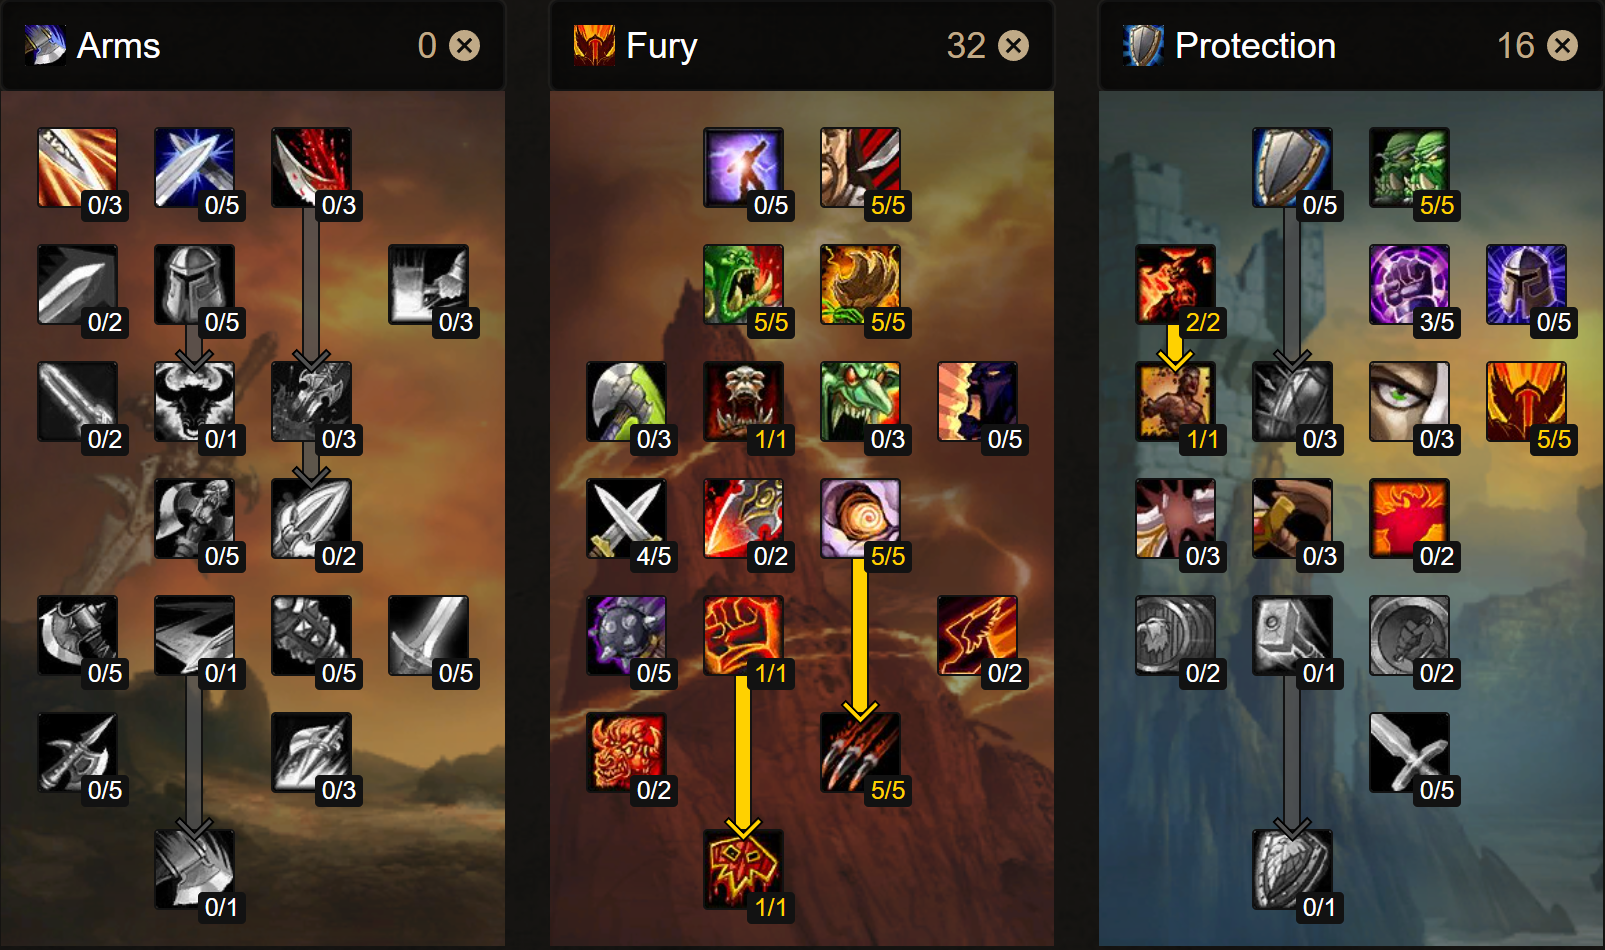 Arms 0
Fury 32
Protection 16
0/3 0/5 0/3 0/5 5/5 0/5 5/5
0/2 0/5 0/3 5/5 5/5 2/2 3/5 0/5
0/2 0/1 0/3 0/3 1/1 0/3 0/5 1/1 0/3 0/3 5/5
0/5 0/2 4/5 0/2 5/5 0/3 0/3 0/2
0/5 0/1 0/5 0/5 0/5 1/1 0/2 0/2 0/1 0/2
0/5 0/3 0/2 5/5 0/5
0/1 1/1 0/1